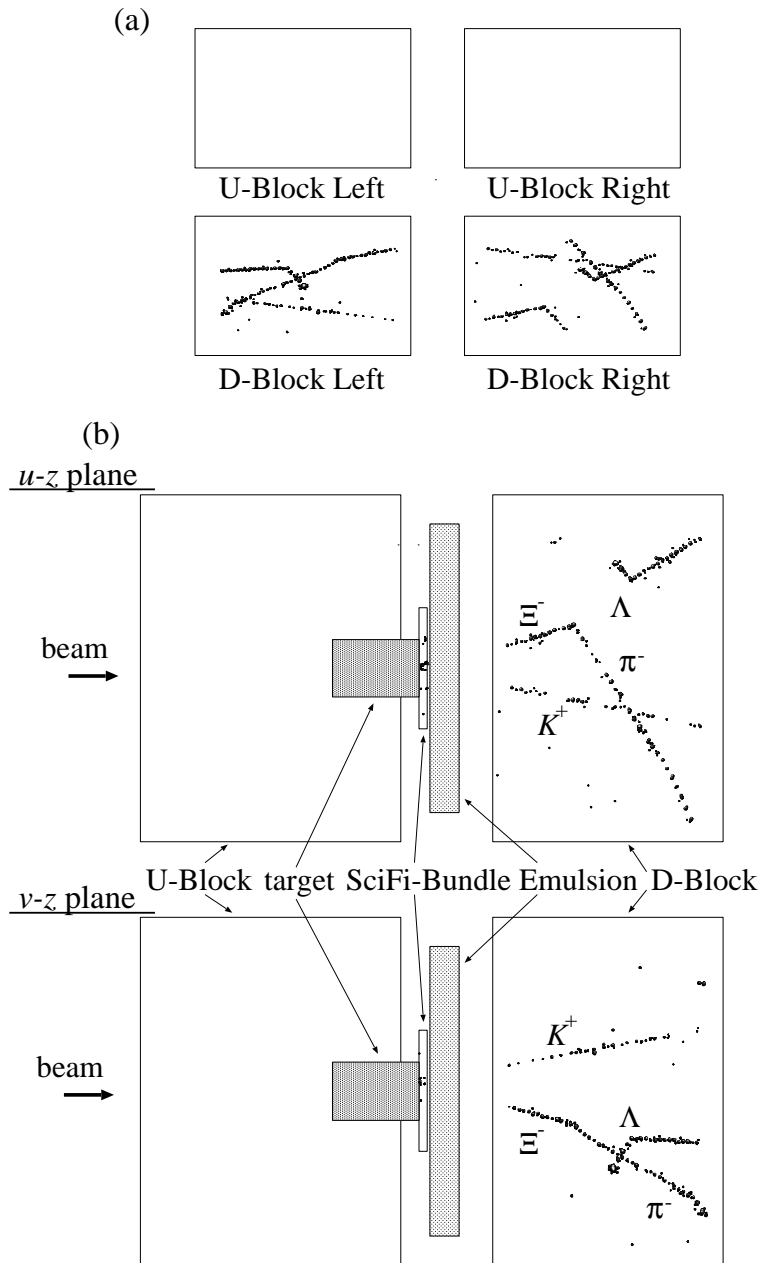 (a)
U-Block Left U-Block Right
D-Block Left D-Block Right
(b)
u-z plane
Λ
Ξ⁻
beam
π⁻
K⁺
U-Block target SciFi-Bundle Emulsion D-Block
v-z plane
K⁺
beam
Λ
Ξ⁻
π⁻